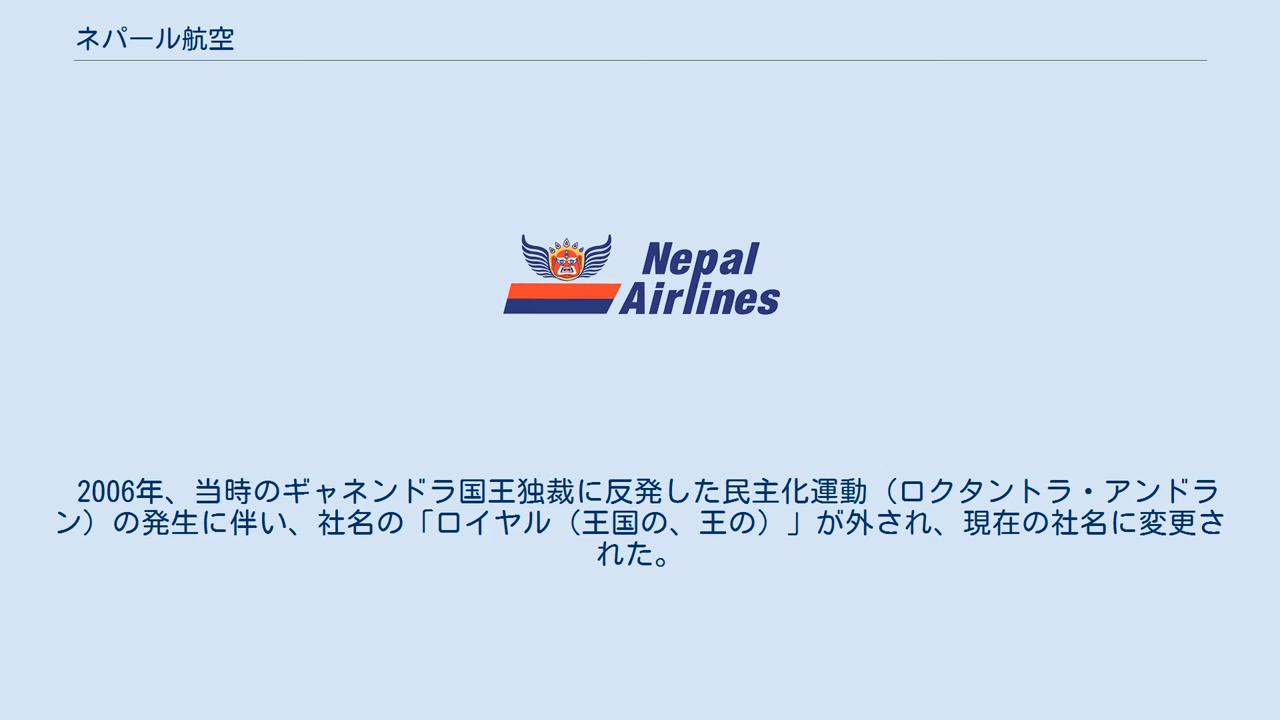 ネパール航空
Nepal
Airlines
2006年、当時のギャネンドラ国王独裁に反発した民主化運動（ロクタントラ・アンドラ
ン）の発生に伴い、社名の「ロイヤル（王国の、王の）」が外され、現在の社名に変更さ
れた。